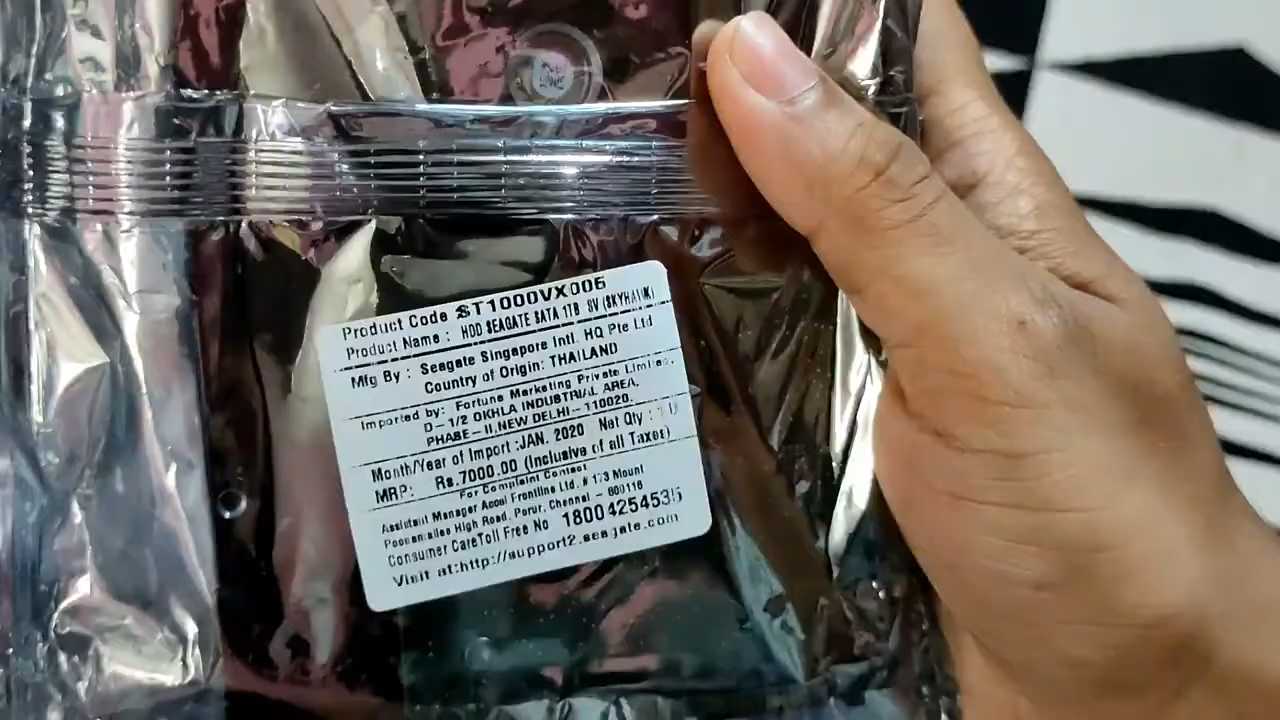 Product Code ST1000VX005
Product Name : HDD SEAGATE SATA 1TB SV (SKYHAWK)
Mfg By : Seagate Singapore Intl. HQ Pte Ltd
Country of Origin: THAILAND
Imported by: Fortune Marketing Private Limited,
D-1/2 OKHLA INDUSTRIAL AREA,
PHASE-II,NEW DELHI-110020.
Month/Year of Import :JAN. 2020 Net Qty : 1 U
MRP: Rs.7000.00 (Inclusive of all Taxes)
For Complaint Contact
Assistant Manager Accel Frontline Ltd. # 173 Mount
Poonamallee High Road, Porur, Chennai - 600116
Consumer CareToll Free No 18004254535
Visit at:http://support2.seagate.com